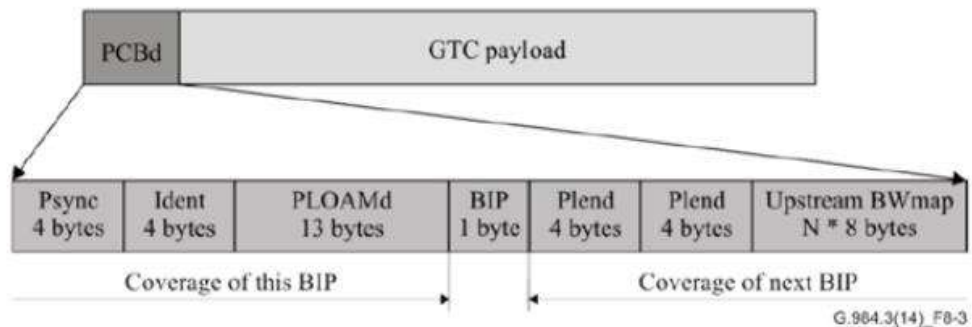 PCBd
GTC payload
Psync
4 bytes
Ident
4 bytes
PLOAMd
13 bytes
BIP
1 byte
Plend
4 bytes
Plend
4 bytes
Upstream BWmap
N * 8 bytes
Coverage of this BIP
Coverage of next BIP
G.984.3(14)_F8-3